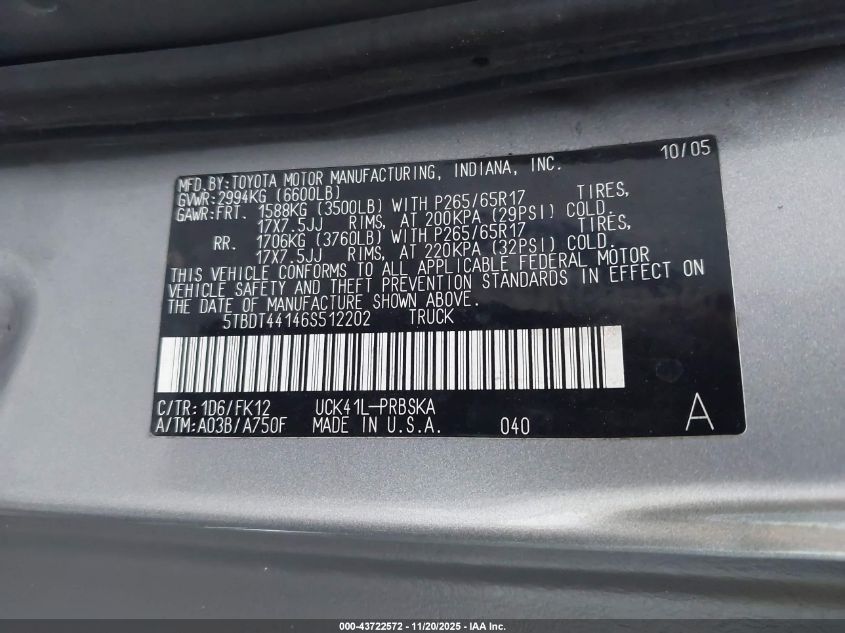 10/05
MFD.BY:TOYOTA MOTOR MANUFACTURING, INDIANA, INC.
GVWR:2994KG (6600LB)
GAWR:FRT. 1588KG (3500LB) WITH P265/65R17 TIRES,
17X7.5JJ RIMS, AT 200KPA (29PSI) COLD.
RR. 1706KG (3760LB) WITH P265/65R17 TIRES,
17X7.5JJ RIMS, AT 220KPA (32PSI) COLD.
THIS VEHICLE CONFORMS TO ALL APPLICABLE FEDERAL MOTOR
VEHICLE SAFETY AND THEFT PREVENTION STANDARDS IN EFFECT ON
THE DATE OF MANUFACTURE SHOWN ABOVE.
5TBDT44146S512202 TRUCK
C/TR:1D6/FK12 UCK41L-PRBSKA
A/TM:A03B/A750F MADE IN U.S.A. 040 A
000-43722572 - 11/20/2025 - IAA Inc.